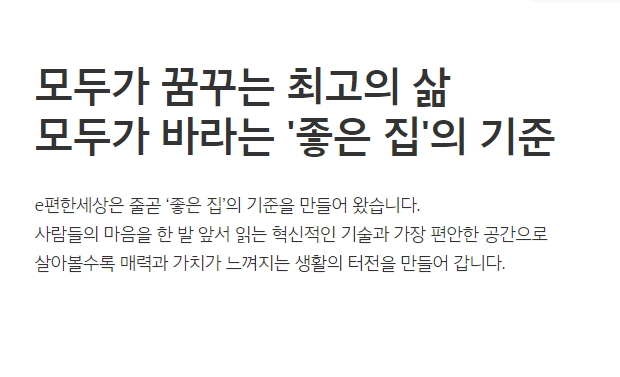 모두가 꿈꾸는 최고의 삶
모두가 바라는 '좋은 집'의 기준
e편한세상은 줄곧 ‘좋은 집’의 기준을 만들어 왔습니다.
사람들의 마음을 한 발 앞서 읽는 혁신적인 기술과 가장 편안한 공간으로
살아볼수록 매력과 가치가 느껴지는 생활의 터전을 만들어 갑니다.